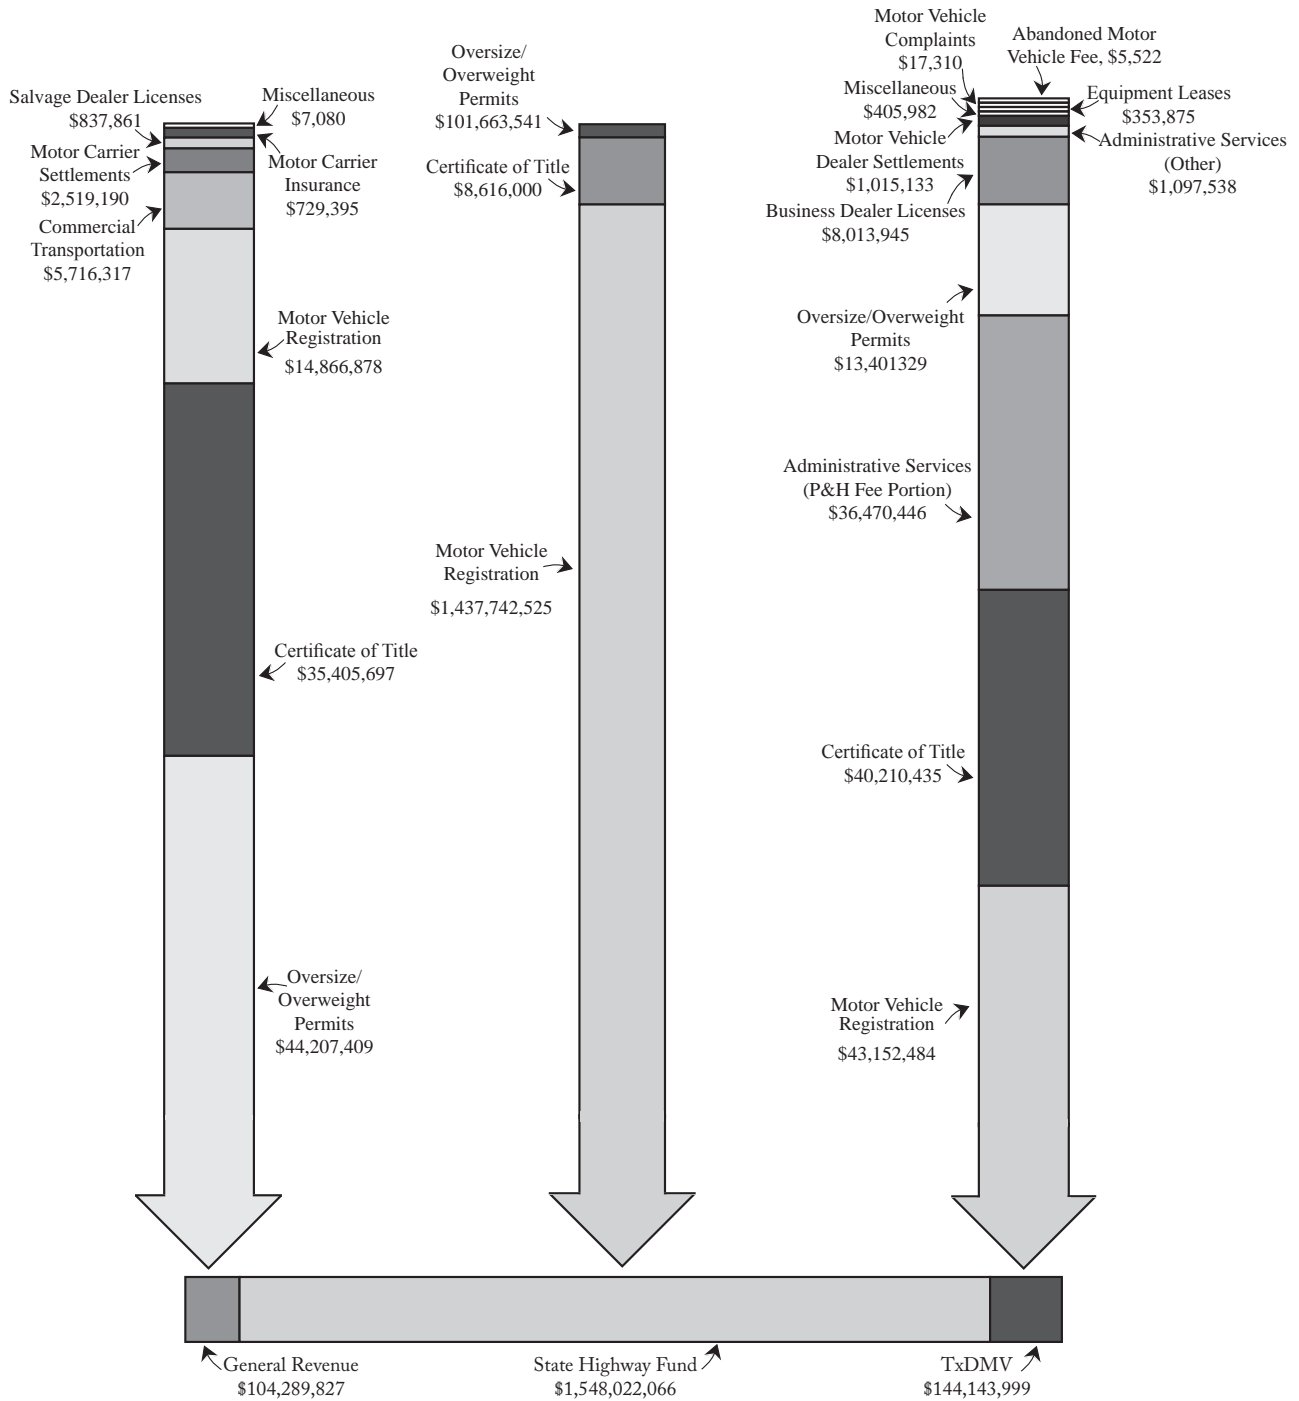 Salvage Dealer Licenses
$837,861
Motor Carrier
Settlements
$2,519,190
Commercial
Transportation
$5,716,317
Miscellaneous
$7,080
Motor Carrier
Insurance
$729,395
Motor Vehicle
Registration
$14,866,878
Certificate of Title
$35,405,697
Oversize/
Overweight
Permits
$44,207,409
Oversize/
Overweight
Permits
$101,663,541
Certificate of Title
$8,616,000
Motor Vehicle
Registration
$1,437,742,525
Motor Vehicle
Complaints
$17,310
Miscellaneous
$405,982
Motor Vehicle
Dealer Settlements
$1,015,133
Business Dealer Licenses
$8,013,945
Oversize/Overweight
Permits
$13,401329
Administrative Services
(P&H Fee Portion)
$36,470,446
Certificate of Title
$40,210,435
Motor Vehicle
Registration
$43,152,484
Abandoned Motor
Vehicle Fee, $5,522
Equipment Leases
$353,875
Administrative Services
(Other)
$1,097,538
General Revenue
$104,289,827
State Highway Fund
$1,548,022,066
TxDMV
$144,143,999